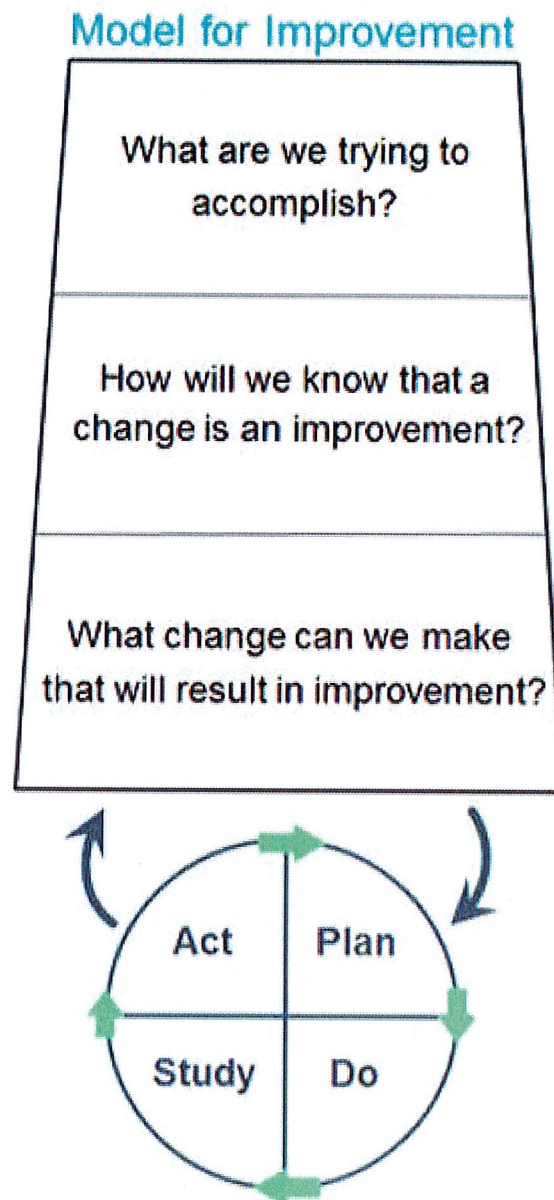 Model for Improvement
What are we trying to
accomplish?
How will we know that a
change is an improvement?
What change can we make
that will result in improvement?
Act
Plan
Study
Do